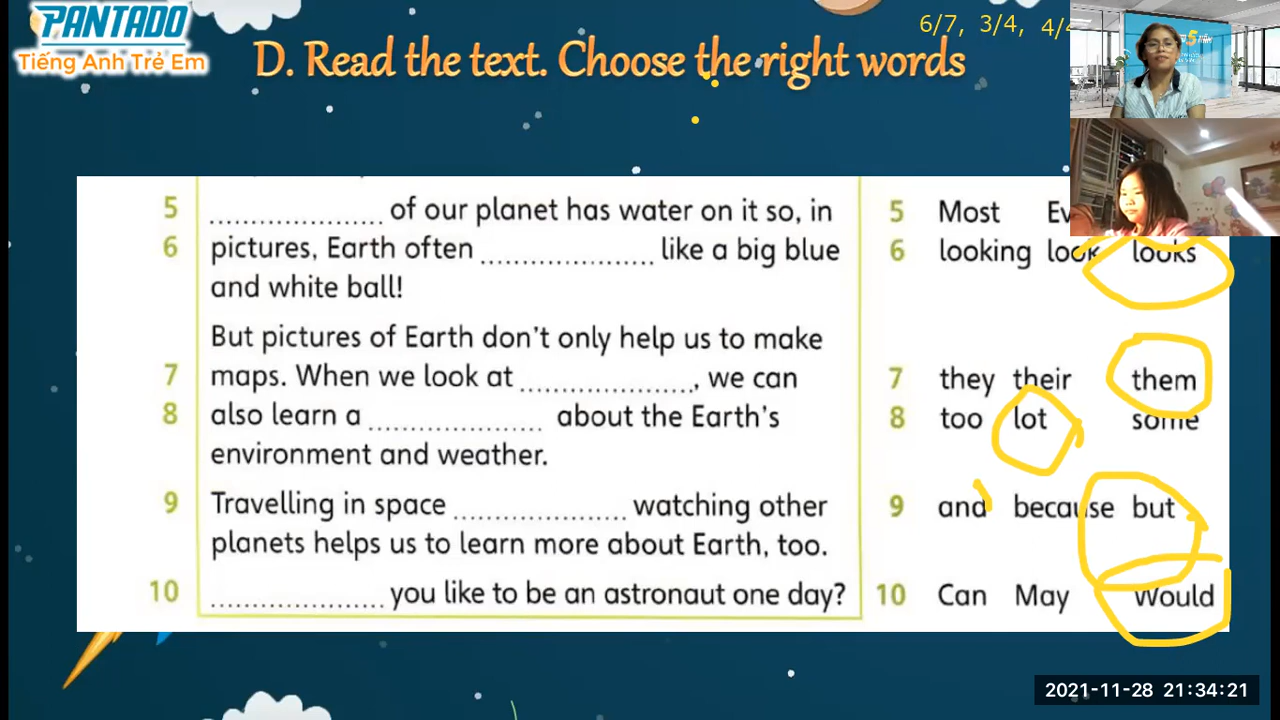 PANTADO
Tiếng Anh Trẻ Em
6/7, 3/4, 4/
D. Read the text. Choose the right words
5 .................... of our planet has water on it so, in
6 pictures, Earth often .................... like a big blue
and white ball!
But pictures of Earth don't only help us to make
7 maps. When we look at ...................., we can
8 also learn a .................... about the Earth's
environment and weather.
9 Travelling in space .................... watching other
planets helps us to learn more about Earth, too.
10 .................... you like to be an astronaut one day?
5 Most
6 looking look looks
7 they their them
8 too lot some
9 and because but
10 Can May Would
2021-11-28 21:34:21